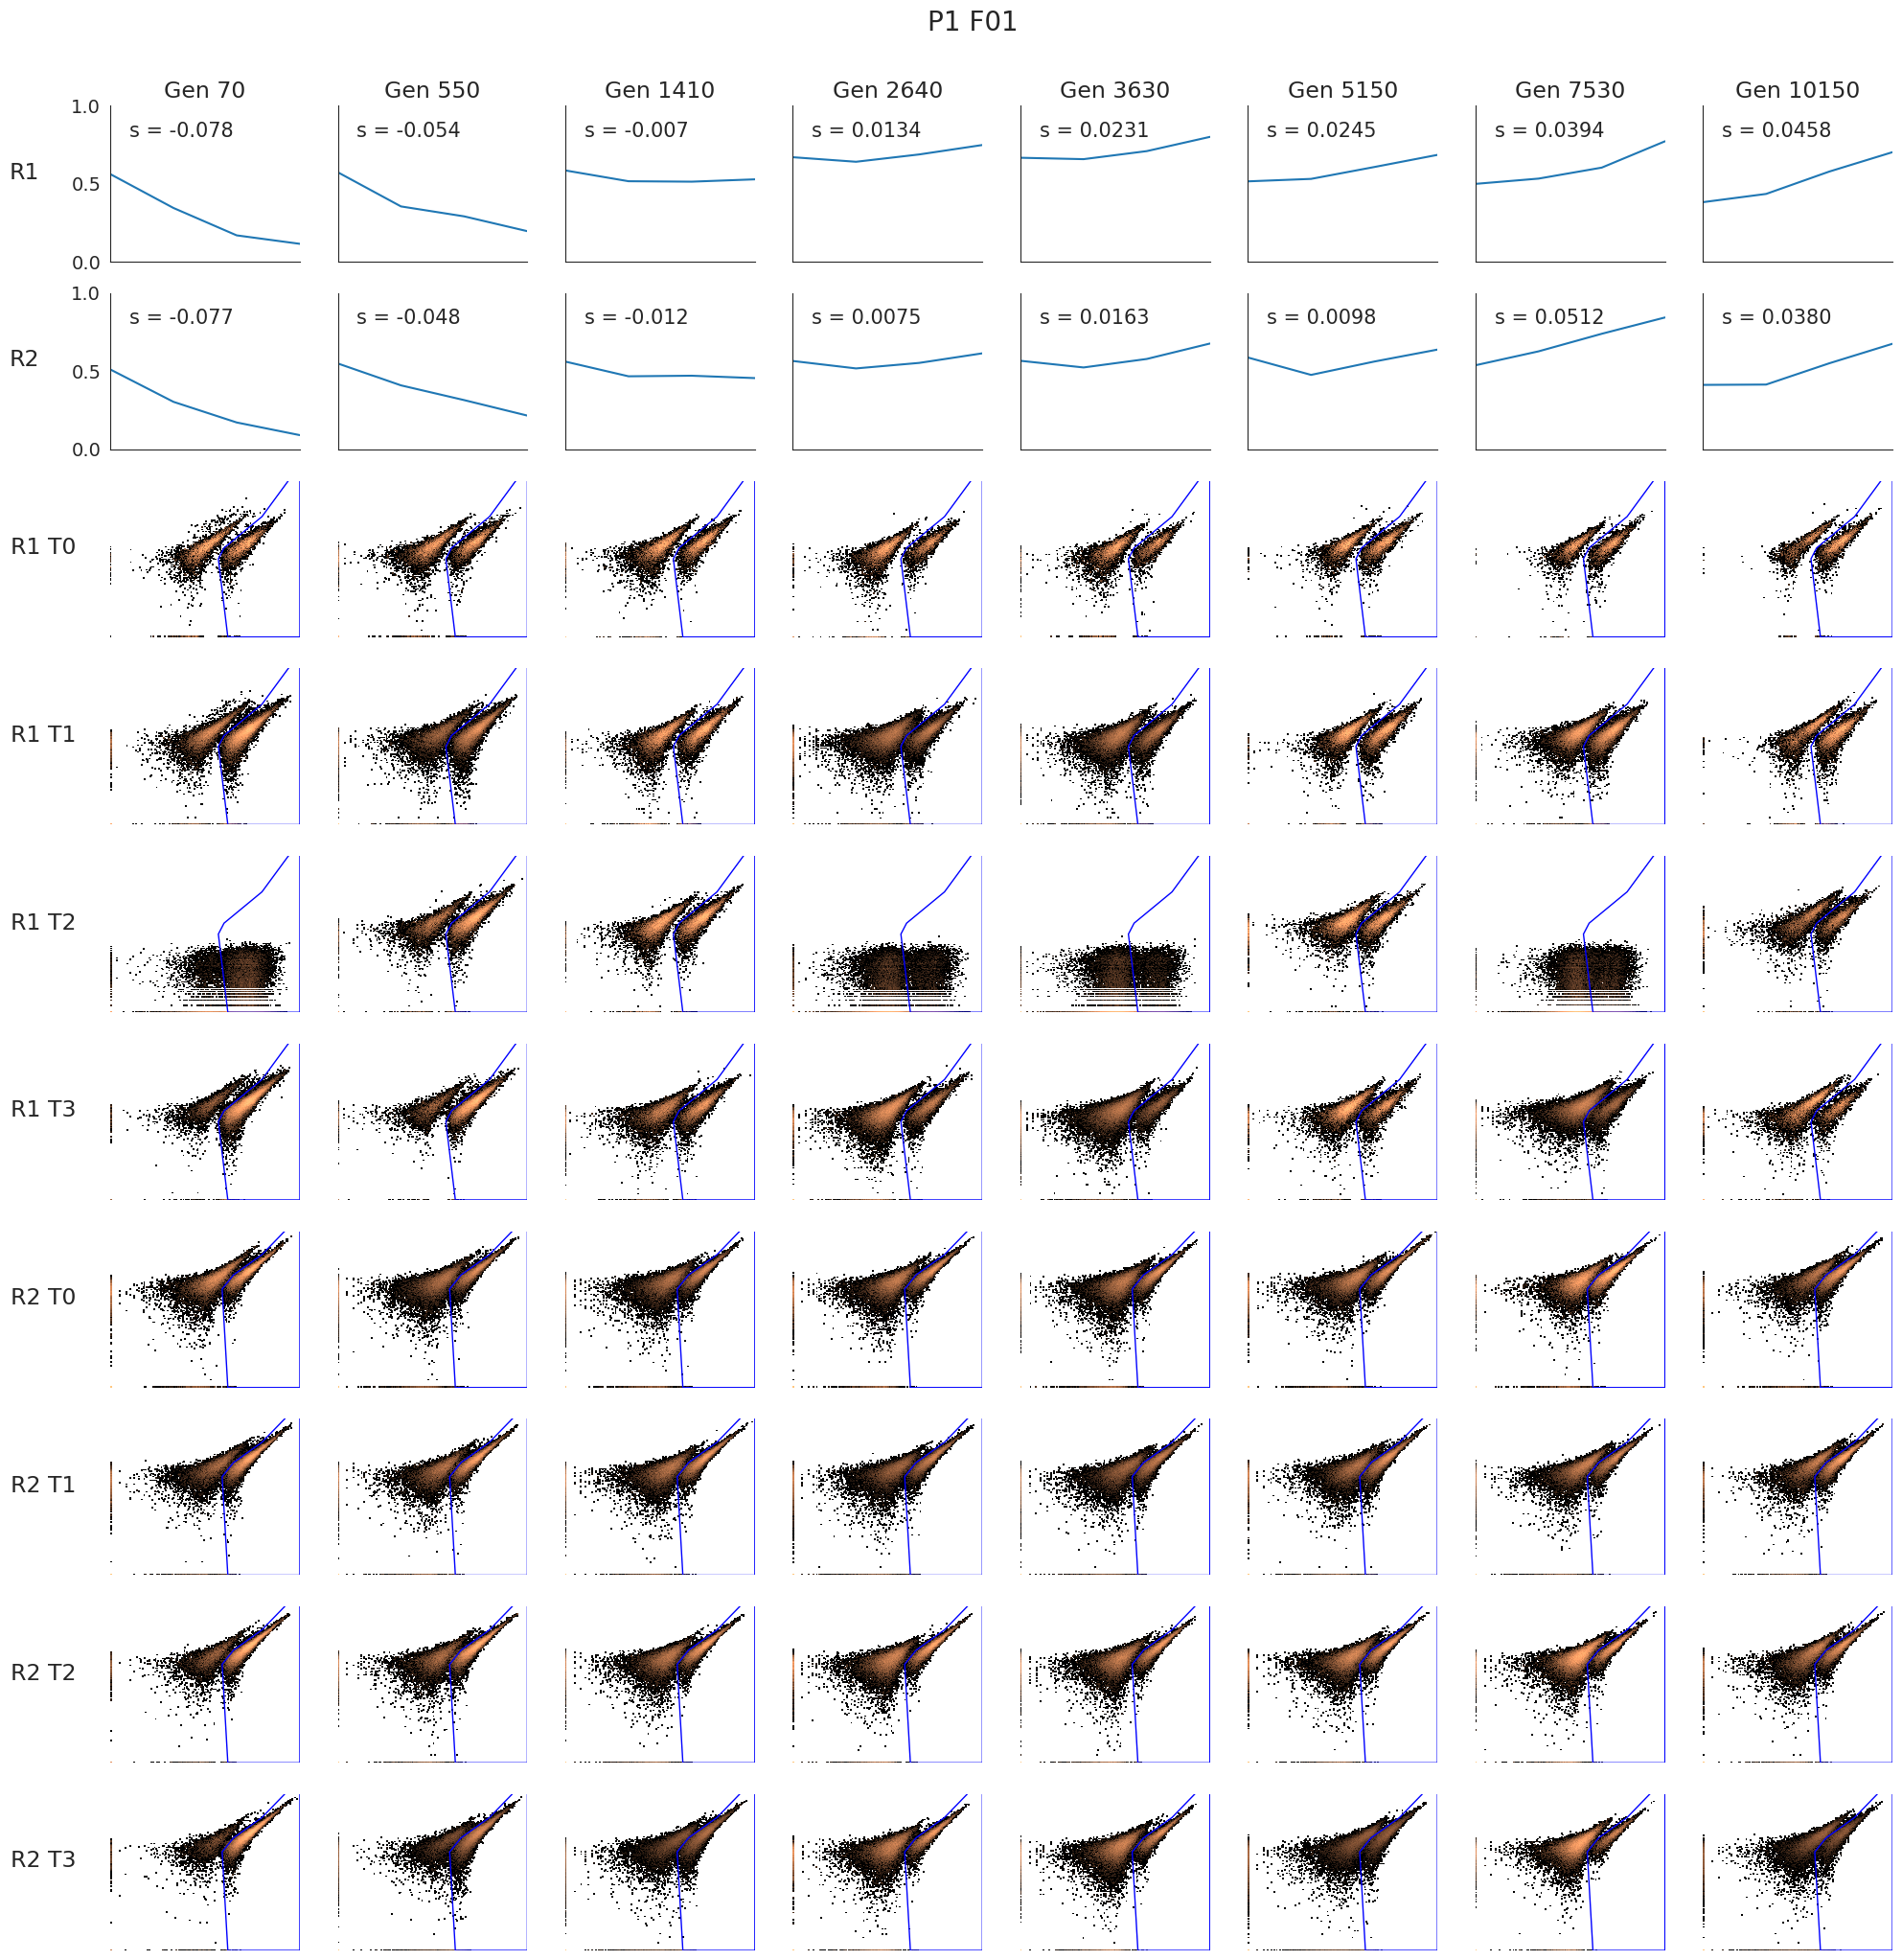 P1 F01
Gen 70 Gen 550 Gen 1410 Gen 2640 Gen 3630 Gen 5150 Gen 7530 Gen 10150
1.0
s = -0.078 s = -0.054 s = -0.007 s = 0.0134 s = 0.0231 s = 0.0245 s = 0.0394 s = 0.0458
R1
0.5
0.0
1.0
s = -0.077 s = -0.048 s = -0.012 s = 0.0075 s = 0.0163 s = 0.0098 s = 0.0512 s = 0.0380
R2
0.5
0.0
R1 T0
R1 T1
R1 T2
R1 T3
R2 T0
R2 T1
R2 T2
R2 T3